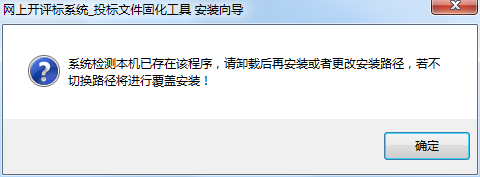 网上开评标系统_投标文件固化工具 安装向导
系统检测本机已存在该程序，请卸载后再安装或者更改安装路径，若不
切换路径将进行覆盖安装！
确定